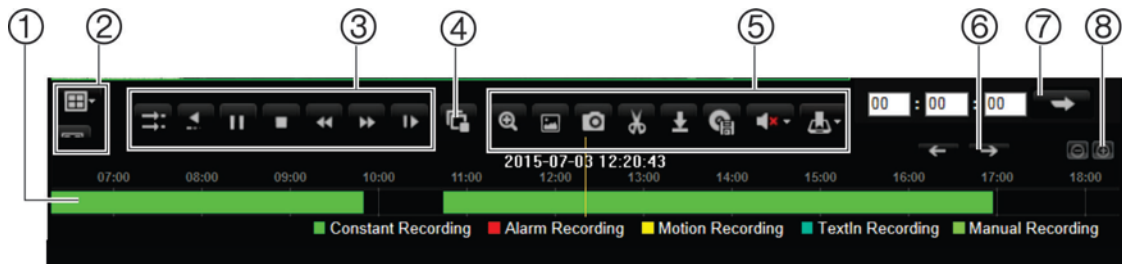 ① ② ③ ④ ⑤ ⑥ ⑦ ⑧
00 : 00 : 00
2015-07-03 12:20:43
07:00 08:00 09:00 10:00 11:00 12:00 13:00 14:00 15:00 16:00 17:00 18:00
Constant Recording Alarm Recording Motion Recording TextIn Recording Manual Recording